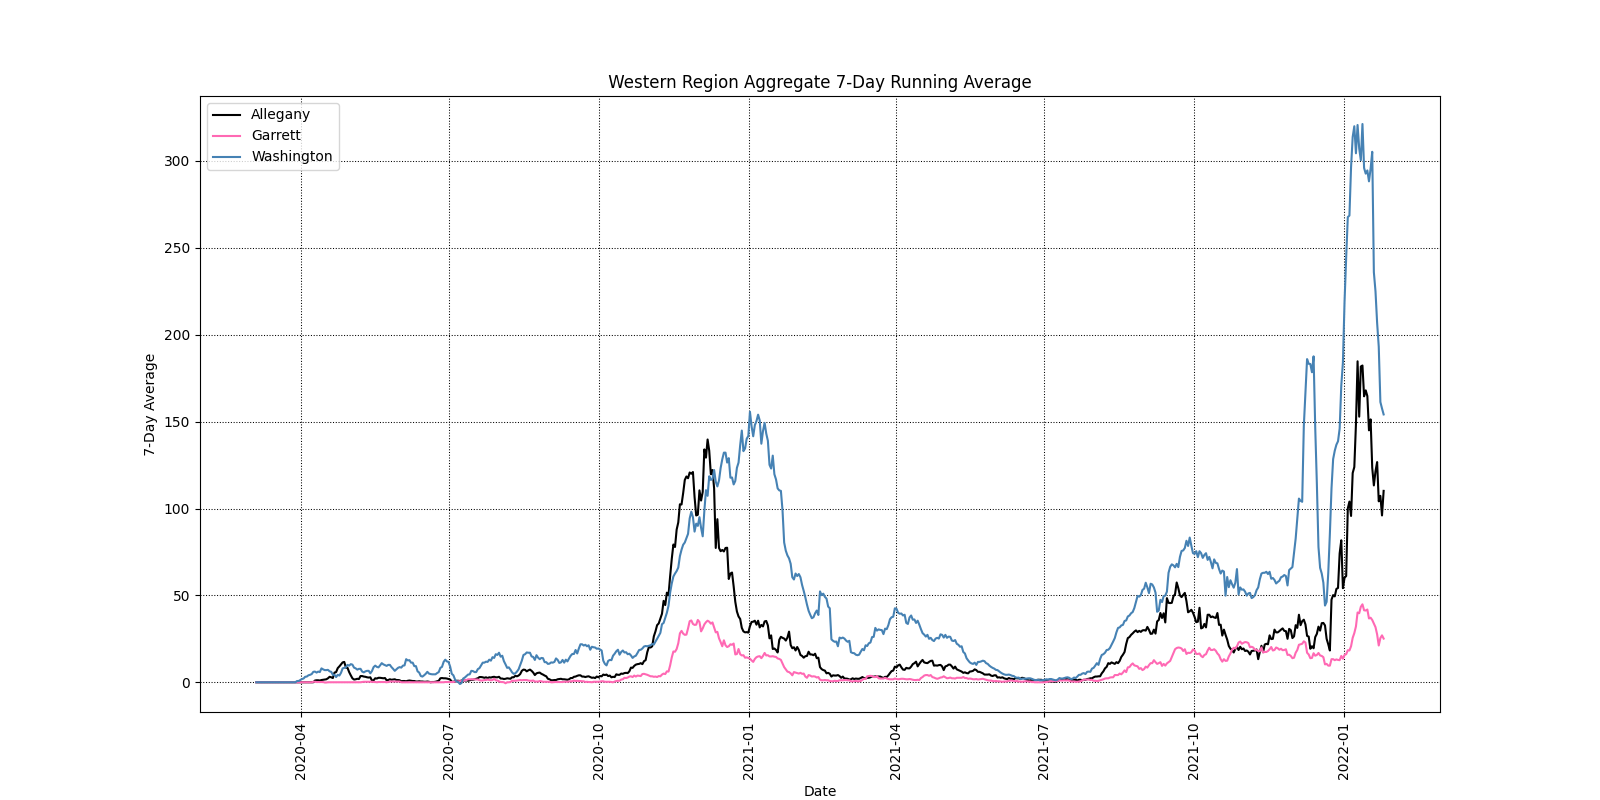 Western Region Aggregate 7-Day Running Average
Allegany
Garrett
Washington
7-Day Average
300
250
200
150
100
50
0
2020-04
2020-07
2020-10
2021-01
2021-04
2021-07
2021-10
2022-01
Date